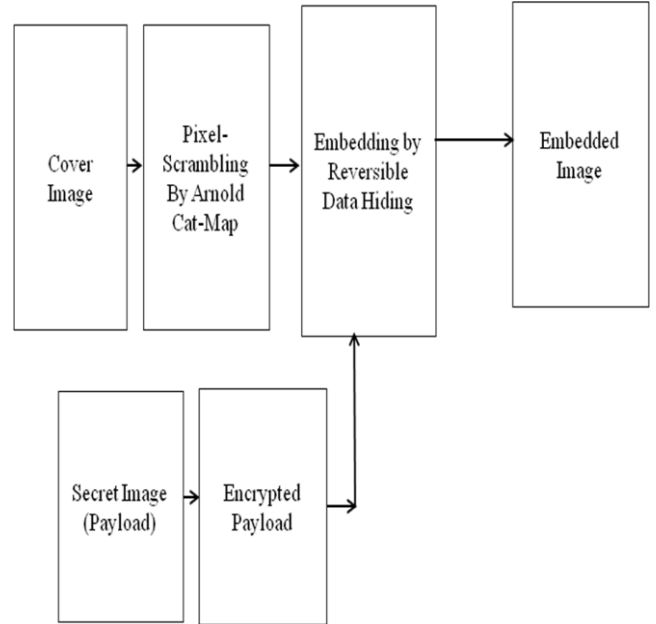 Cover
Image
Pixel-
Scrambling
By Arnold
Cat-Map
Embedding by
Reversible
Data Hiding
Embedded
Image
Secret Image
(Payload)
Encrypted
Payload